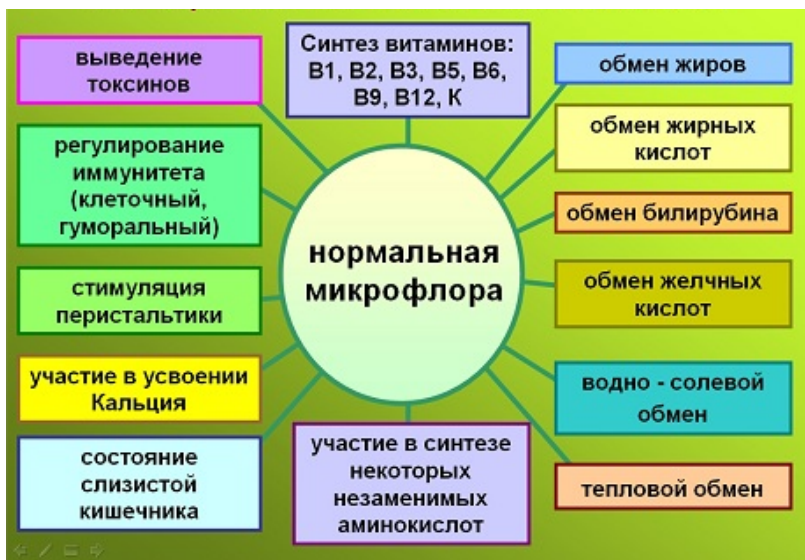 выведение
токсинов
Синтез витаминов:
В1, В2, В3, В5, В6,
В9, В12, К
обмен жиров
регулирование
иммунитета
(клеточный,
гуморальный)
обмен жирных
кислот
обмен билирубина
нормальная
микрофлора
стимуляция
перистальтики
обмен желчных
кислот
участие в усвоении
Кальция
водно - солевой
обмен
состояние
слизистой
кишечника
участие в синтезе
некоторых
незаменимых
аминокислот
тепловой обмен